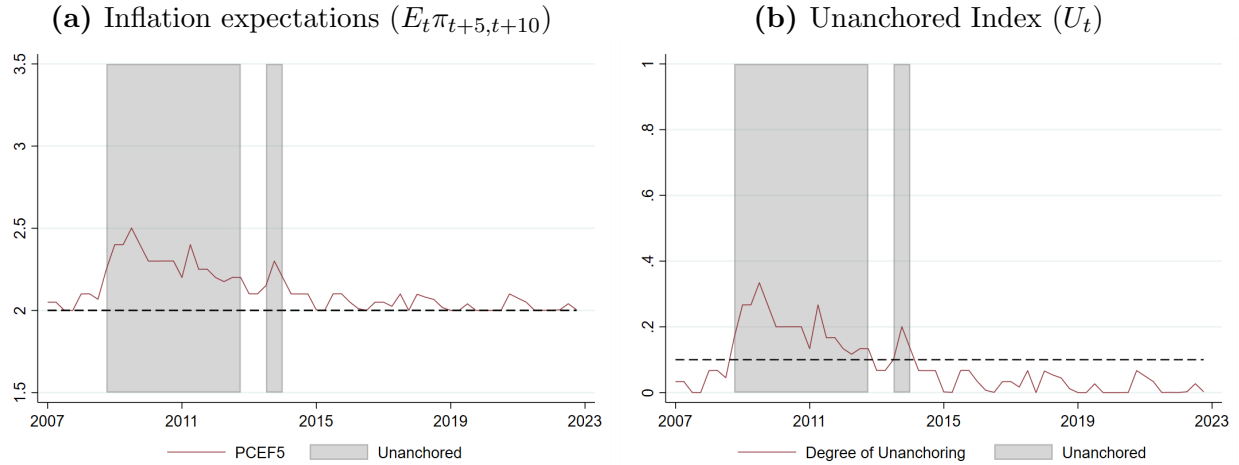 (a) Inflation expectations (E_tπ_{t+5,t+10})
3.5
3
2.5
2
1.5
2007 2011 2015 2019 2023
PCEF5 Unanchored
(b) Unanchored Index (U_t)
1
.8
.6
.4
.2
0
2007 2011 2015 2019 2023
Degree of Unanchoring Unanchored